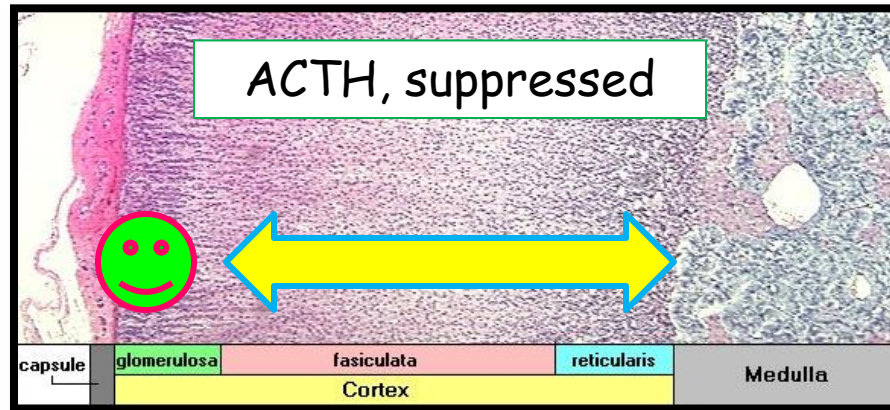 ACTH, suppressed
capsule
glomerulosa
fasiculata
reticularis
Medulla
Cortex